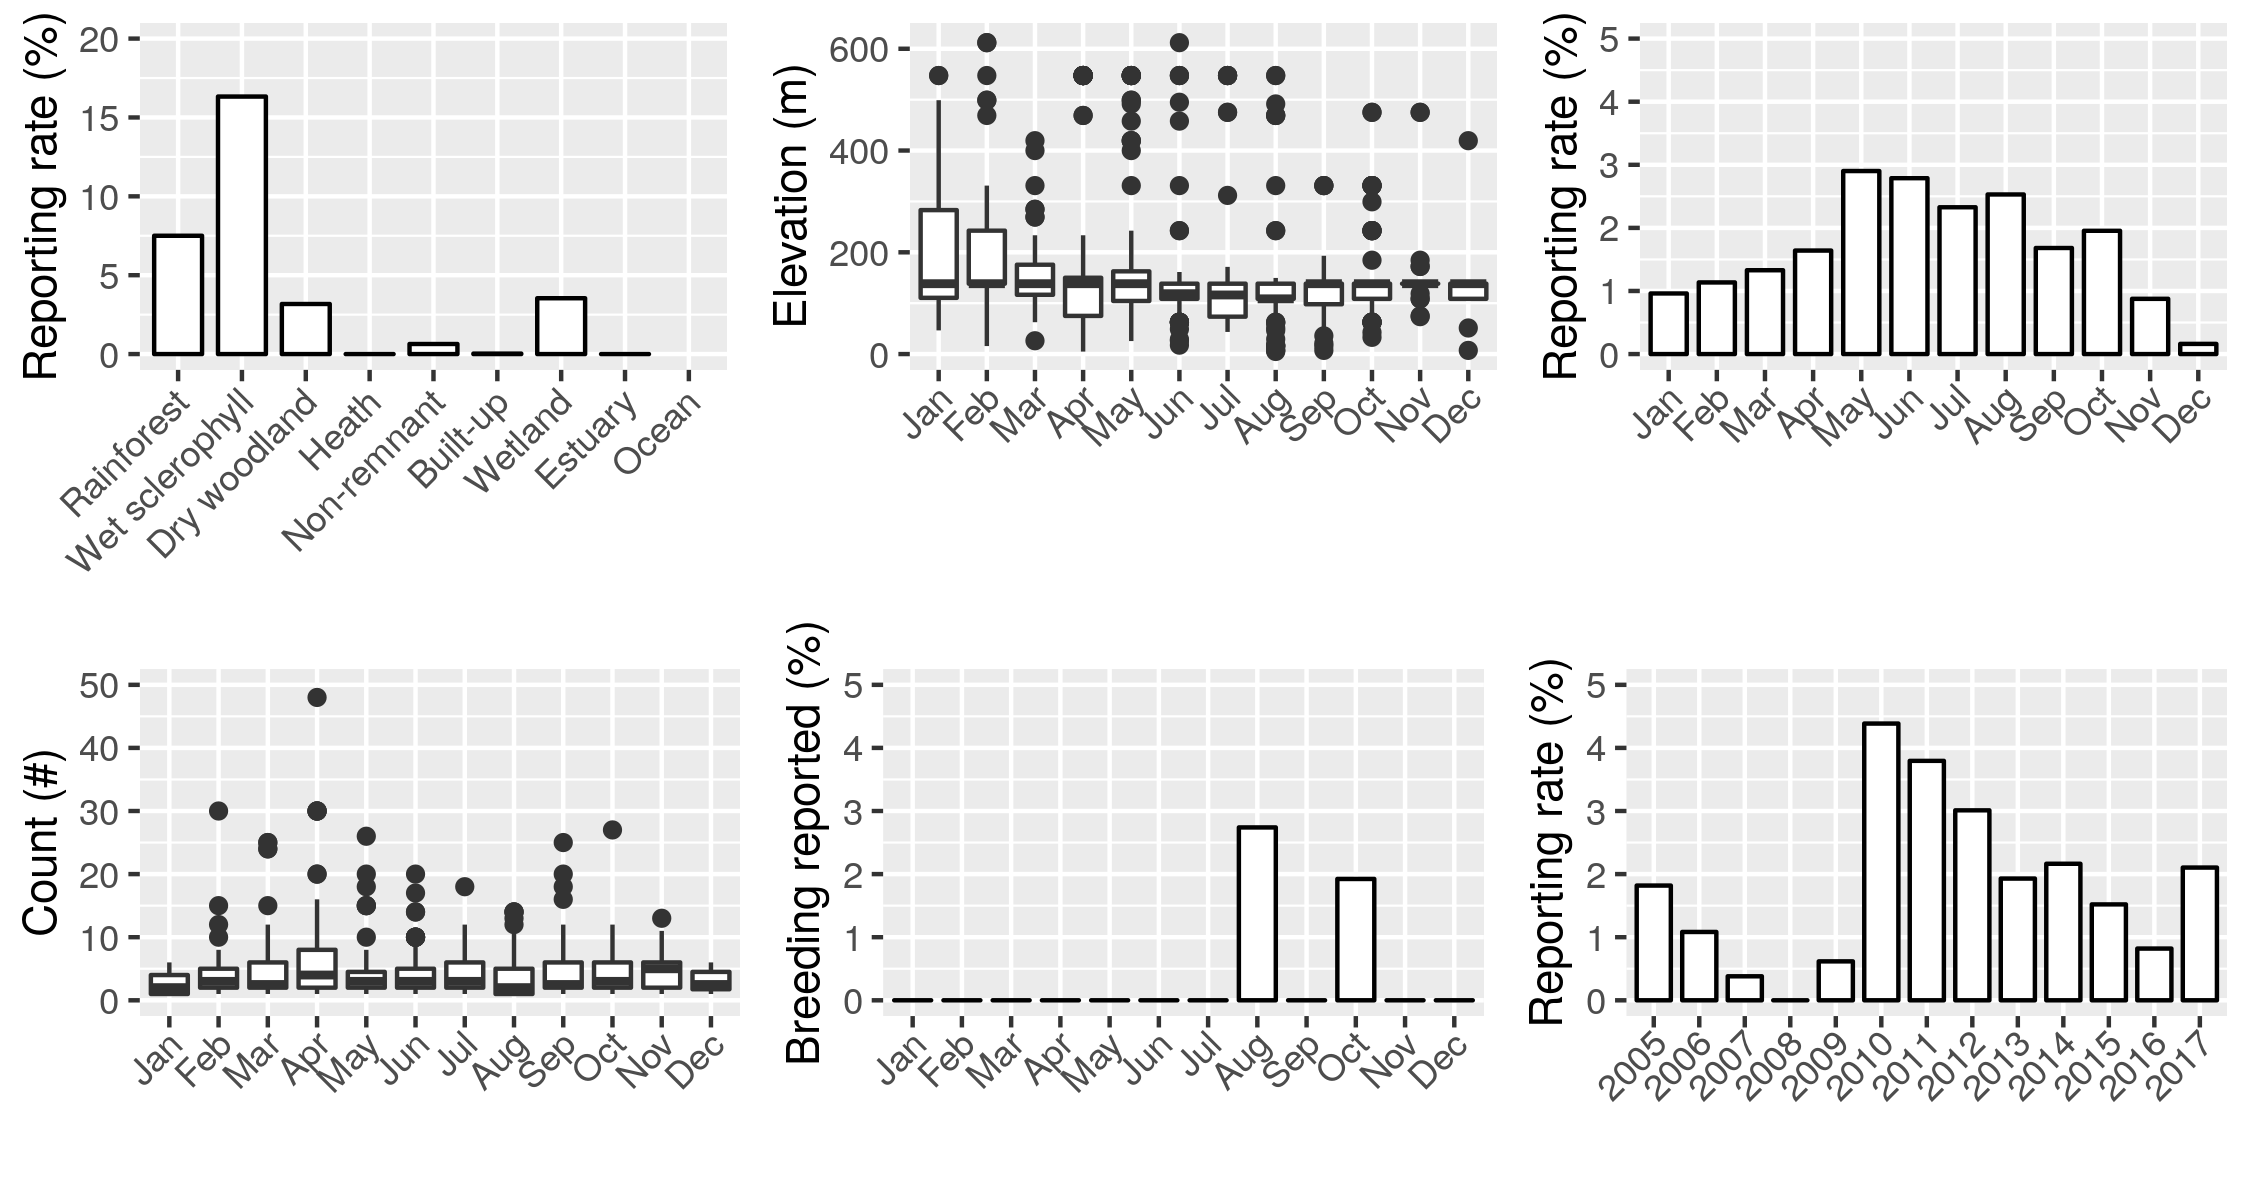 Reporting rate (%)
20
15
10
5
0
Rainforest
Wet sclerophyll
Dry woodland
Heath
Non-remnant
Built-up
Wetland
Estuary
Ocean
Elevation (m)
600
400
200
0
Jan
Feb
Mar
Apr
May
Jun
Jul
Aug
Sep
Oct
Nov
Dec
Reporting rate (%)
5
4
3
2
1
0
Jan
Feb
Mar
Apr
May
Jun
Jul
Aug
Sep
Oct
Nov
Dec
Count (#)
50
40
30
20
10
0
Jan
Feb
Mar
Apr
May
Jun
Jul
Aug
Sep
Oct
Nov
Dec
Breeding reported (%)
5
4
3
2
1
0
Jan
Feb
Mar
Apr
May
Jun
Jul
Aug
Sep
Oct
Nov
Dec
Reporting rate (%)
5
4
3
2
1
0
2005
2006
2007
2008
2009
2010
2011
2012
2013
2014
2015
2016
2017